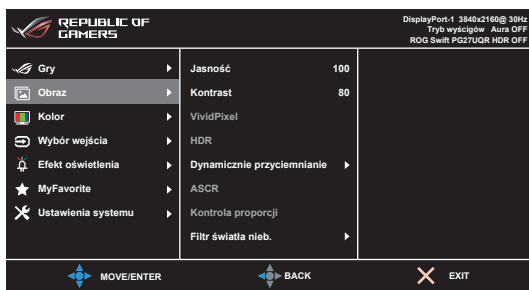 REPUBLIC OF
GAMERS
DisplayPort-1 3840x2160@ 30Hz
Tryb wyścigów Aura OFF
ROG Swift PG27UQR HDR OFF
Gry
Obraz
Kolor
Wybór wejścia
Efekt oświetlenia
MyFavorite
Ustawienia systemu
Jasność 100
Kontrast 80
VividPixel
HDR
Dynamicznie przyciemnianie
ASCR
Kontrola proporcji
Filtr światła nieb.
MOVE/ENTER BACK EXIT